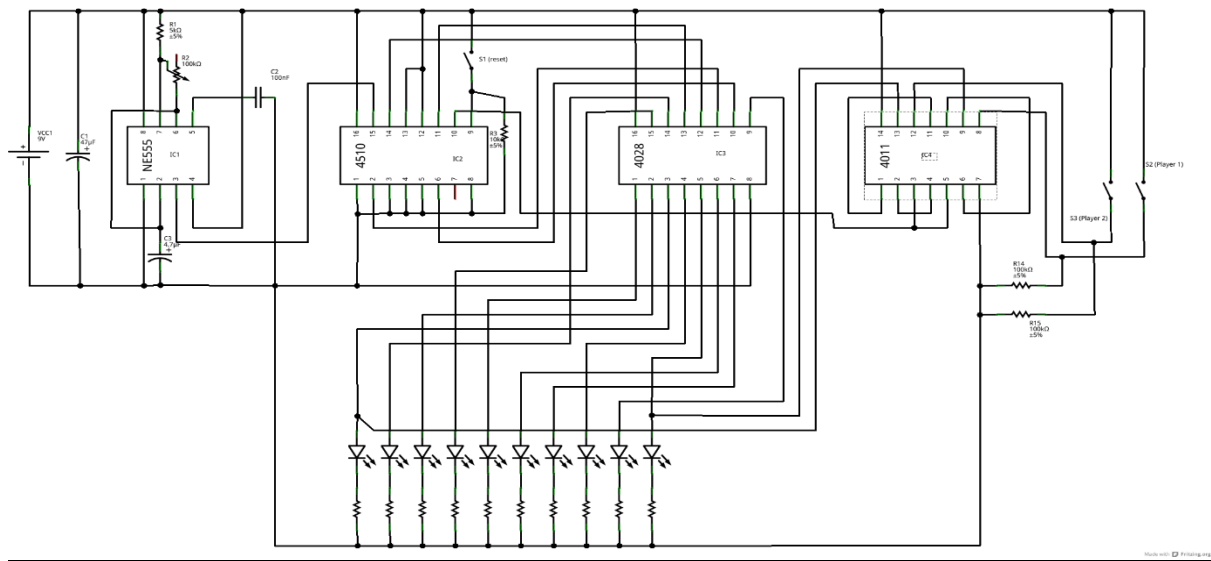 R1
5kΩ
±5%
R2
100kΩ
C2
100nF
S1 (reset)
VCC1
9V
C1
47µF
8
7
6
5
NE555
IC1
1
2
3
4
16
15
14
13
12
11
10
9
4510
IC2
1
2
3
4
5
6
7
8
R3
10kΩ
±5%
16
15
14
13
12
11
10
9
4028
IC3
1
2
3
4
5
6
7
8
14
13
12
11
10
9
8
4011
IC4
1
2
3
4
5
6
7
S2 (Player 1)
S3 (Player 2)
C3
4.7µF
R14
100kΩ
±5%
R15
100kΩ
±5%
Made with Fritzing.org